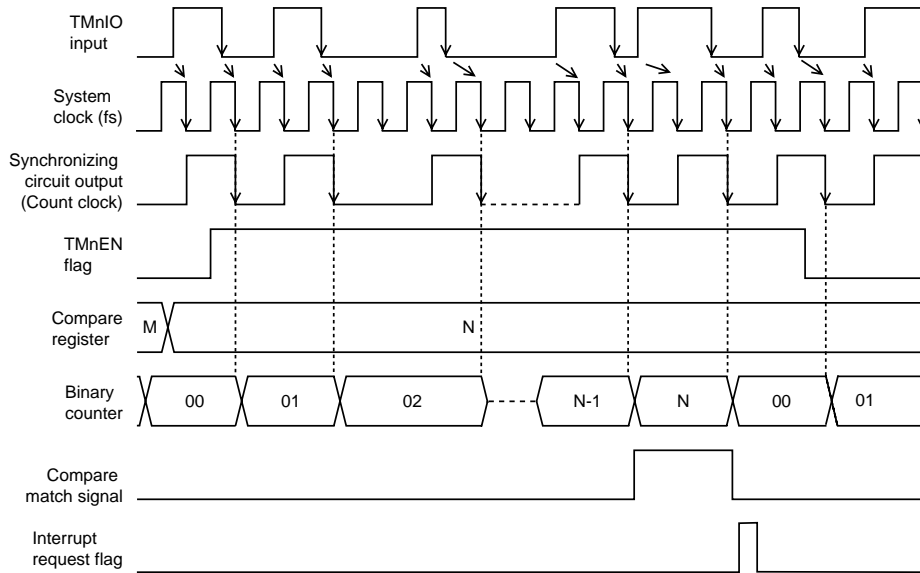 TMnIO
input
System
clock (fs)
Synchronizing
circuit output
(Count clock)
TMnEN
flag
Compare
register
M
N
Binary
counter
00
01
02
N-1
N
00
01
Compare
match signal
Interrupt
request flag